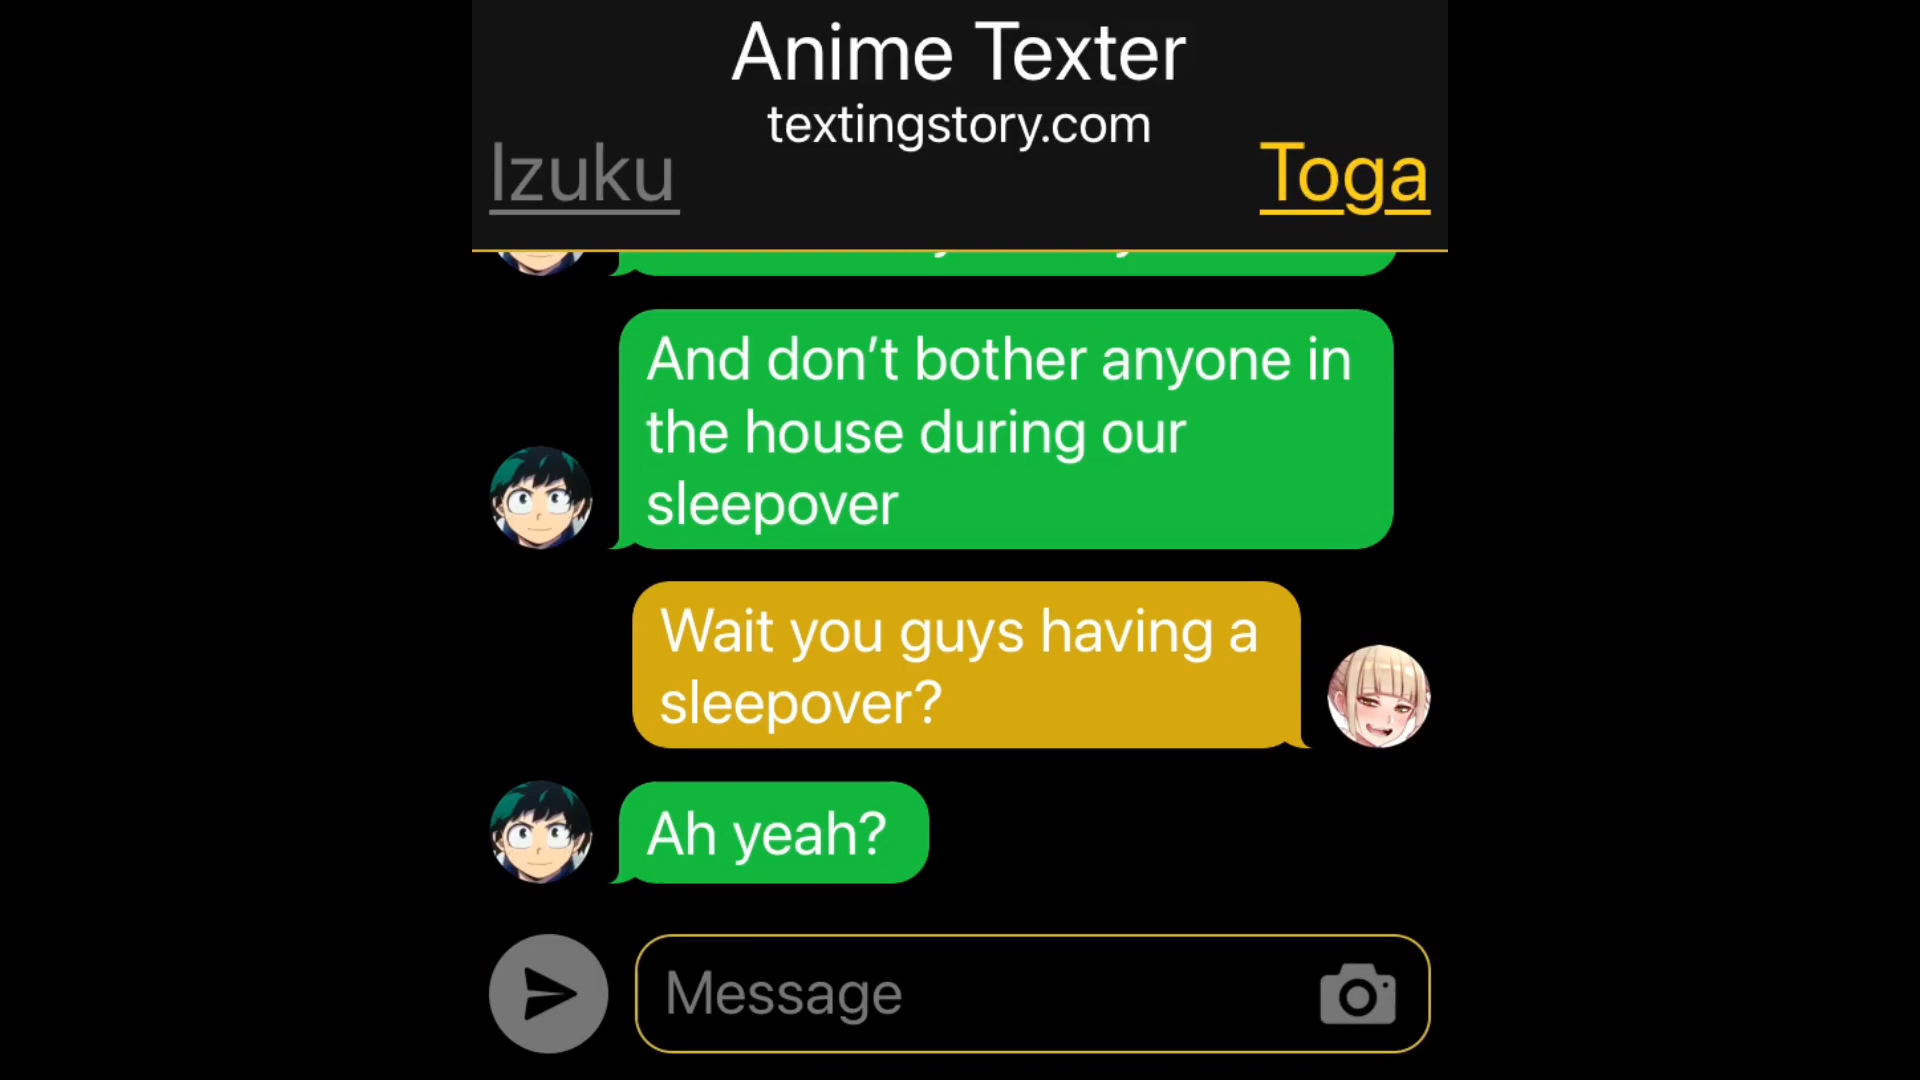 Anime Texter
textingstory.com
Izuku
Toga
And don’t bother anyone in
the house during our
sleepover
Wait you guys having a
sleepover?
Ah yeah?
Message